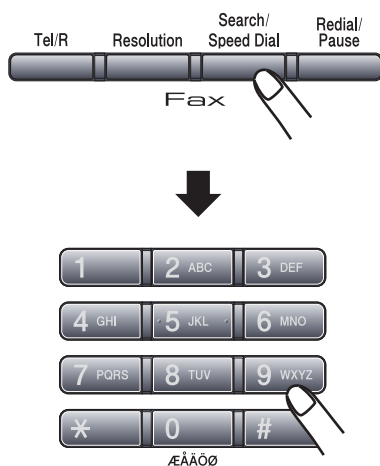 Tel/R Resolution Search/ Speed Dial Redial/ Pause
Fax
1 2 ABC 3 DEF
4 GHI 5 JKL 6 MNO
7 PQRS 8 TUV 9 WXYZ
* 0 #
ÆÅÄÖØ